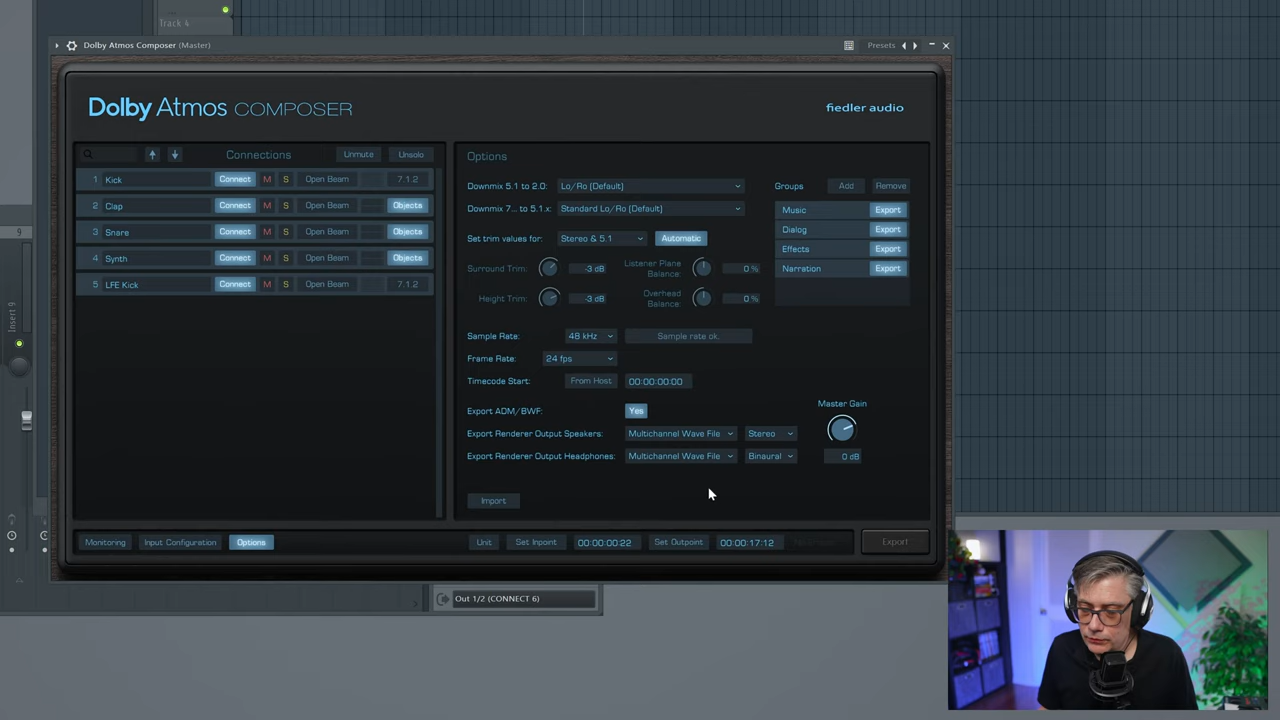 Track 4
Dolby Atmos Composer (Master)
Presets
Dolby Atmos COMPOSER
fiedler audio
Connections
Unmute
Unsolo
1 Kick Connect M S Open Beam 7.1.2
2 Clap Connect M S Open Beam Objects
3 Snare Connect M S Open Beam Objects
4 Synth Connect M S Open Beam Objects
5 LFE Kick Connect M S Open Beam 7.1.2
Options
Downmix 5.1 to 2.0: Lo/Ro (Default)
Downmix 7... to 5.1.x: Standard Lo/Ro (Default)
Set trim values for: Stereo & 5.1 Automatic
Surround Trim: -3 dB Listener Plane Balance: 0 %
Height Trim: -3 dB Overhead Balance: 0 %
Groups Add Remove
Music Export
Dialog Export
Effects Export
Narration Export
Sample Rate: 48 kHz Sample rate ok.
Frame Rate: 24 fps
Timecode Start: From Host 00:00:00:00
Export ADM/BWF: Yes
Export Renderer Output Speakers: Multichannel Wave File Stereo
Export Renderer Output Headphones: Multichannel Wave File Binaural
Master Gain
0 dB
Import
Monitoring Input Configuration Options Unit Set Inpoint 00:00:00:22 Set Outpoint 00:00:17:12 Export
9
Insert 9
Out 1/2 (CONNECT 6)